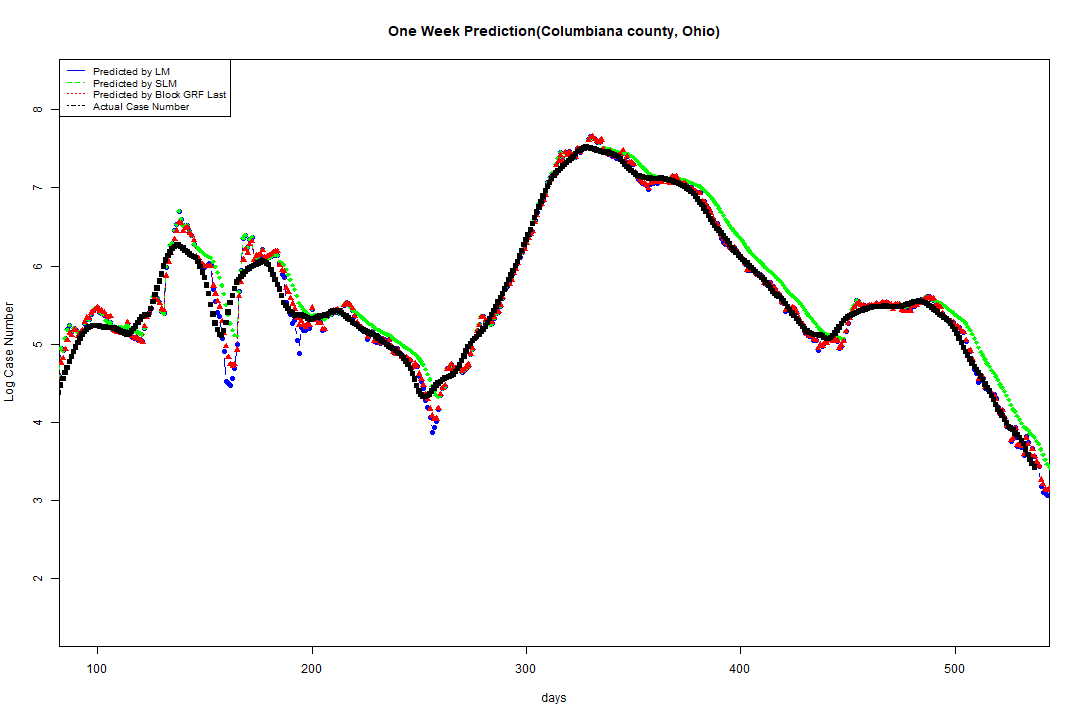 One Week Prediction(Columbiana county, Ohio)
Predicted by LM
Predicted by SLM
Predicted by Block GRF Last
Actual Case Number
8
7
6
5
4
3
2
Log Case Number
100 200 300 400 500
days